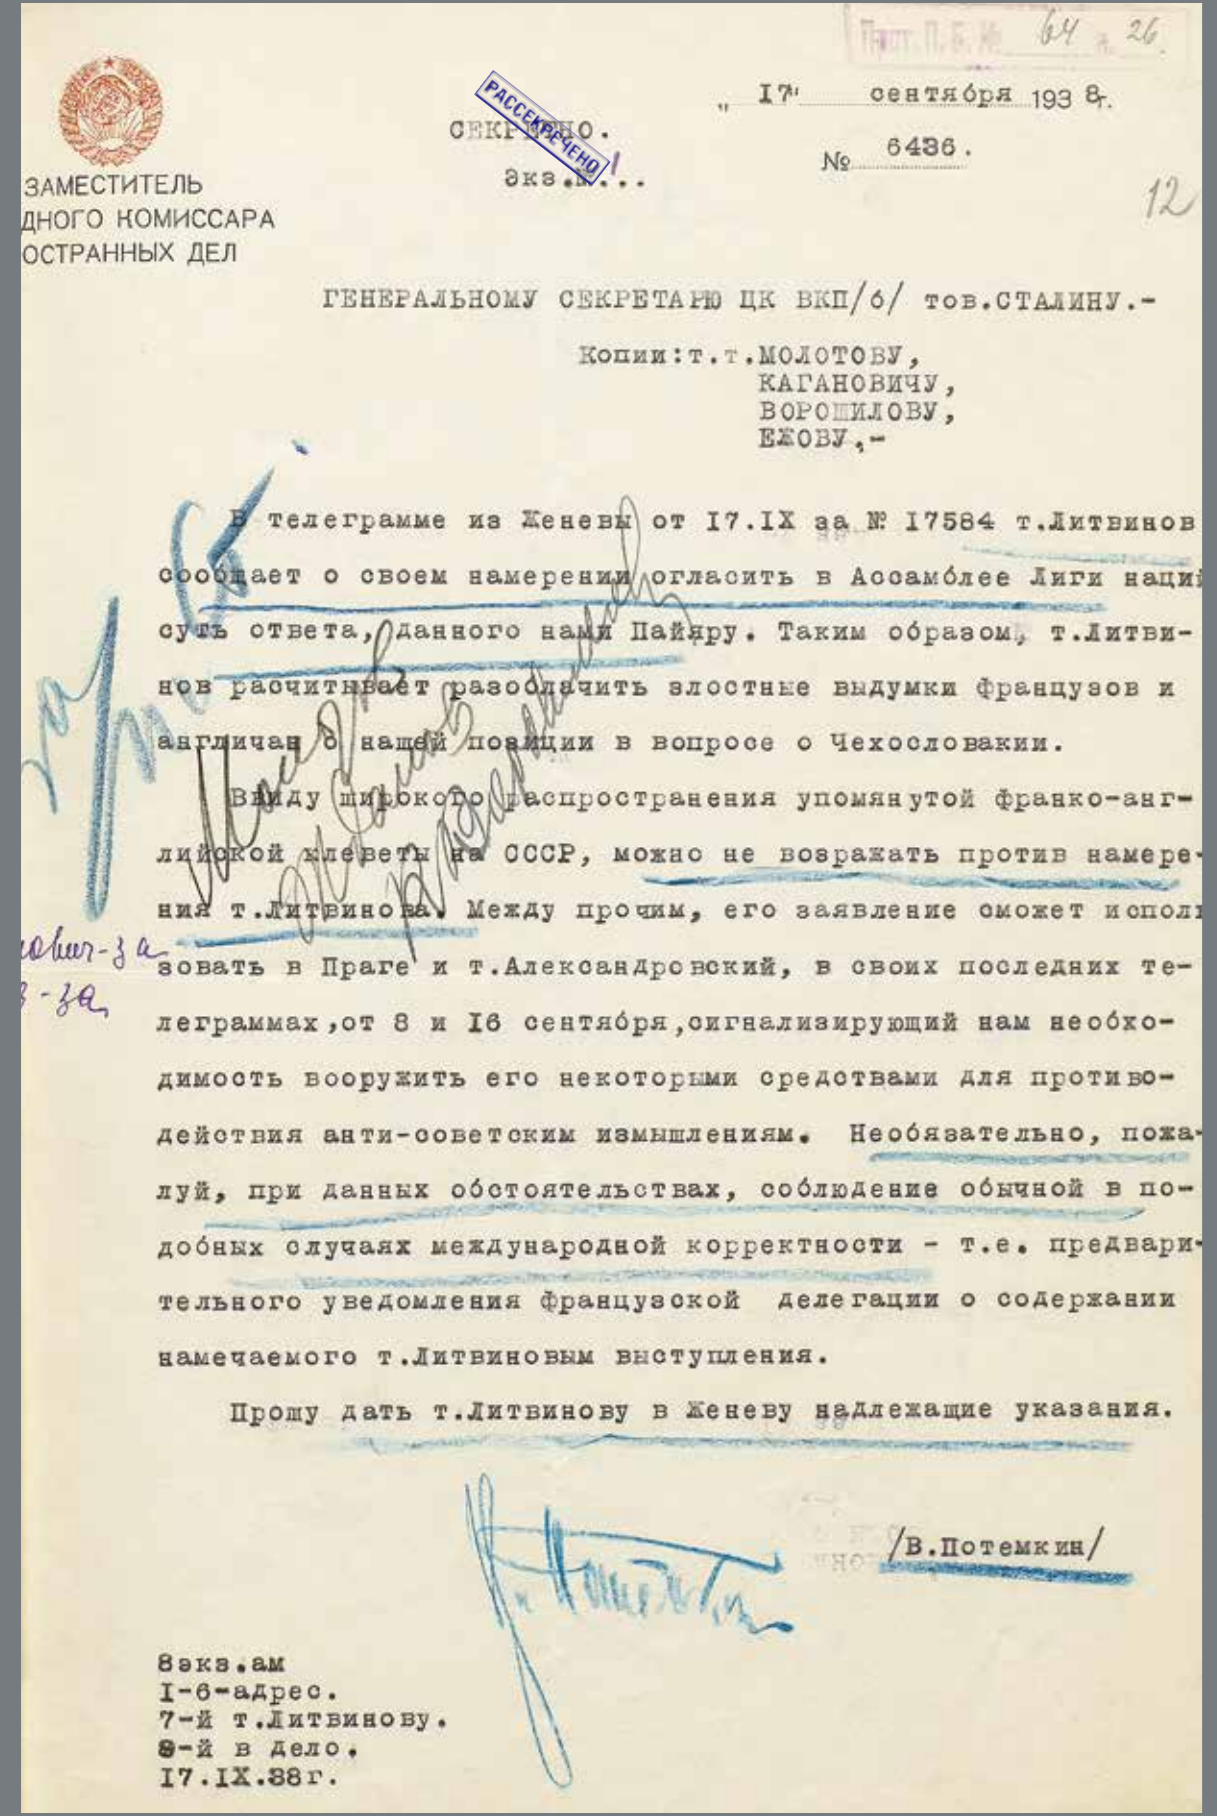 Прот. П. Б. № 64 п. 26.
"17" сентября 1938г.
СЕКРЕТНО.
РАССЕКРЕЧЕНО
Экз.№...1
№ 6436.
12
ЗАМЕСТИТЕЛЬ
ДНОГО КОМИССАРА
ОСТРАННЫХ ДЕЛ
ГЕНЕРАЛЬНОМУ СЕКРЕТАРЮ ЦК ВКП/б/ тов.СТАЛИНУ.-
Копии:т.т.МОЛОТОВУ,
КАГАНОВИЧУ,
ВОРОШИЛОВУ,
ЕЖОВУ.-
В телеграмме из Женевы от 17.IX за № 17584 т.Литвинов
сообщает о своем намерении огласить в Ассамблее Лиги наций
суть ответа, данного нами Пайяру. Таким образом, т.Литви-
нов расчитывает разоблачить злостные выдумки французов и
англичан о нашей позиции в вопросе о Чехословакии.
Ввиду широкого распространения упомянутой франко-анг-
лийской клеветы на СССР, можно не возражать против намере-
ния т.Литвинова. Между прочим, его заявление сможет исполь
зовать в Праге и т.Александровский, в своих последних те-
леграммах,от 8 и 16 сентября,сигнализирующий нам необхо-
димость вооружить его некоторыми средствами для противо-
действия анти-советским измышлениям. Необязательно, пожа-
луй, при данных обстоятельствах, соблюдение обычной в по-
добных случаях международной корректности - т.е. предвари-
тельного уведомления французской делегации о содержании
намечаемого т.Литвиновым выступления.
Прошу дать т.Литвинову в Женеву надлежащие указания.
/В.Потемкин/
за
Молотов
Жданов
ович-за
в-за
8экз.ам
I-6-адрес.
7-й т.Литвинову.
8-й в дело.
17.IX.38г.